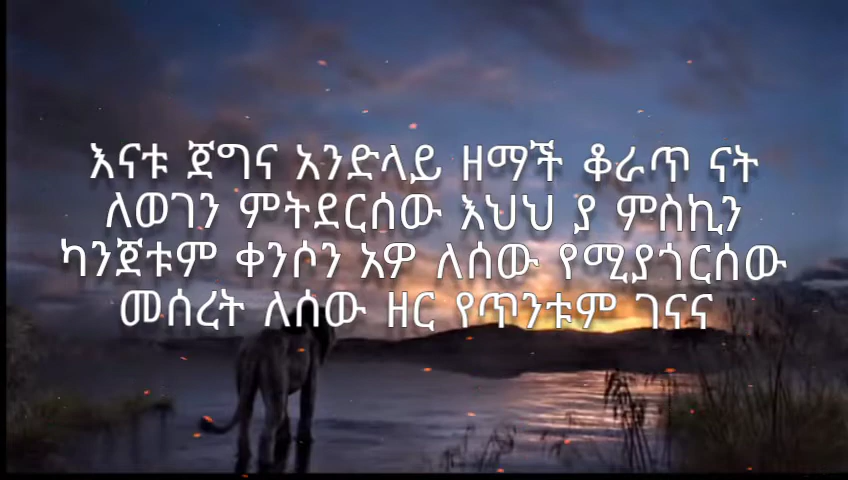 እናቱ ጀግና አንድላይ ዘማች ቆራጥ ናት
ለወገን ምትደርሰው እህህ ያ ምስኪን
ካንጀቱም ቀንሶን አዎ ለሰው የሚያጎርሰው
መሰረት ለሰው ዘር የጥንቱም ገናና